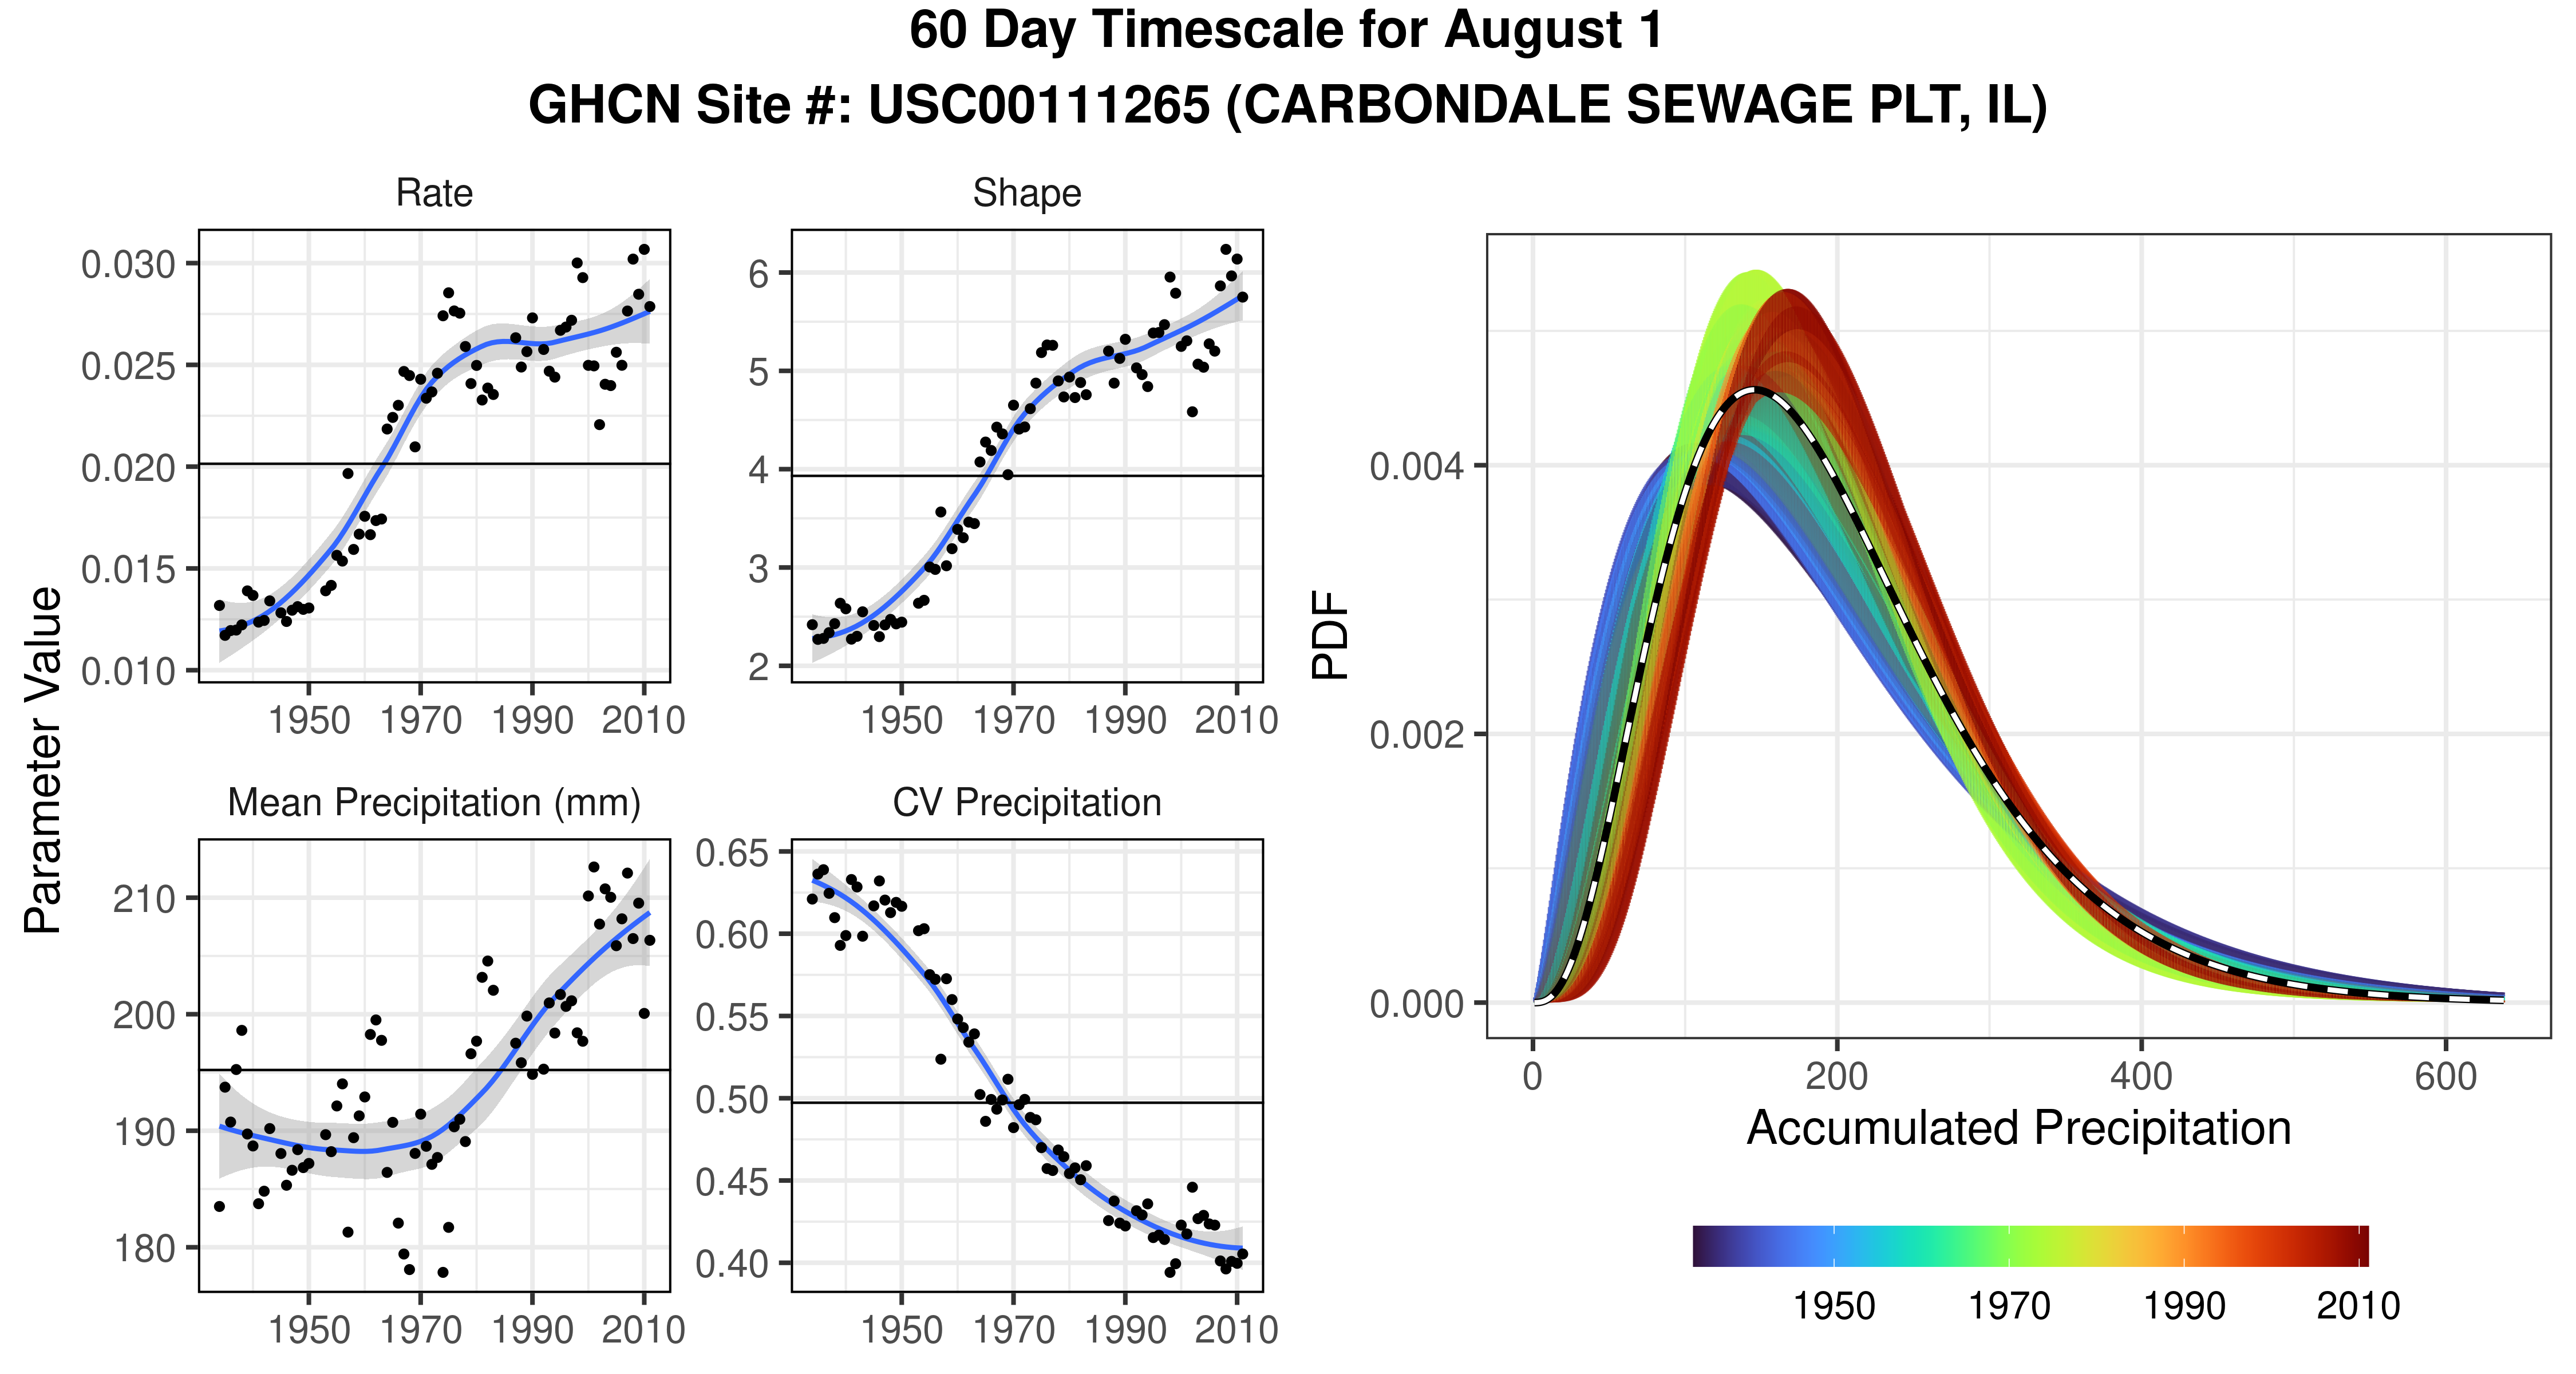 60 Day Timescale for August 1
GHCN Site #: USC00111265 (CARBONDALE SEWAGE PLT, IL)
Parameter Value
Rate
0.030
0.025
0.020
0.015
0.010
1950 1970 1990 2010
Shape
6
5
4
3
2
1950 1970 1990 2010
Mean Precipitation (mm)
210
200
190
180
1950 1970 1990 2010
CV Precipitation
0.65
0.60
0.55
0.50
0.45
0.40
1950 1970 1990 2010
PDF
0.004
0.002
0.000
0 200 400 600
Accumulated Precipitation
1950 1970 1990 2010